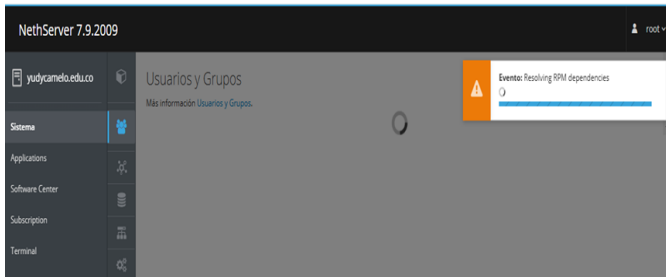 NethServer 7.9.2009
root
yudycamelo.edu.co
Usuarios y Grupos
Más información Usuarios y Grupos.
Evento: Resolving RPM dependencies
Sistema
Applications
Software Center
Subscription
Terminal